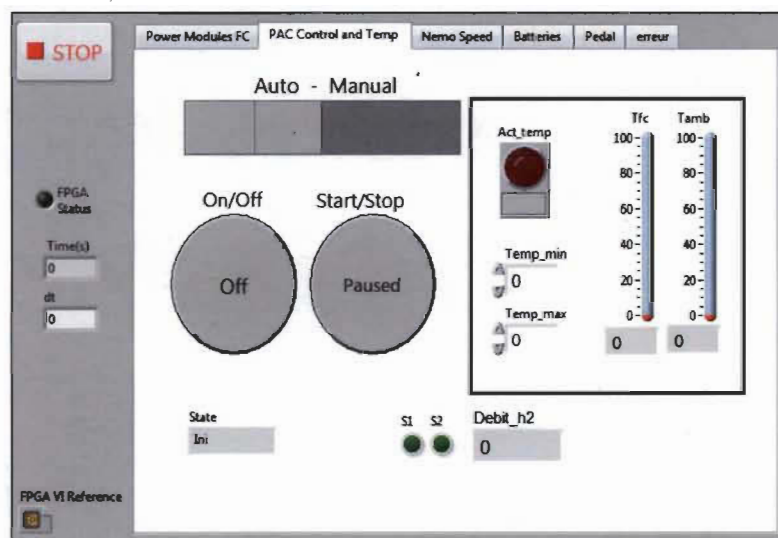 STOP
Power Modules FC
PAC Control and Temp
Nemo Speed
Batteries
Pedal
erreur
Auto - Manual
FPGA
Status
Time(s)
0
dt
0
On/Off
Start/Stop
Off
Paused
Act_temp
Temp_min
0
Temp_max
0
Tfc
Tamb
100
80
60
40
20
0
100
80
60
40
20
0
0
0
State
Ini
S1
S2
Debit_h2
0
FPGA VI Reference